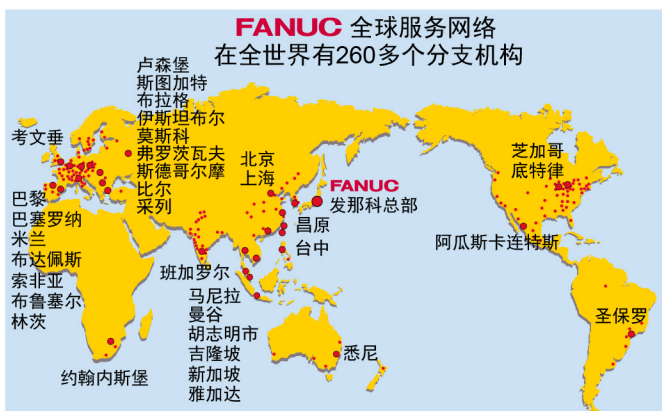 FANUC 全球服务网络
在全世界有260多个分支机构
卢森堡
斯图加特
布拉格
伊斯坦布尔
莫斯科
弗罗茨瓦夫
斯德哥尔摩
比尔
采列
考文垂
巴黎
巴塞罗纳
米兰
布达佩斯
索非亚
布鲁塞尔
林茨
约翰内斯堡
北京
上海
FANUC
发那科总部
昌原
台中
班加罗尔
马尼拉
曼谷
胡志明市
吉隆坡
新加坡
雅加达
悉尼
芝加哥
底特律
阿瓜斯卡连特斯
圣保罗